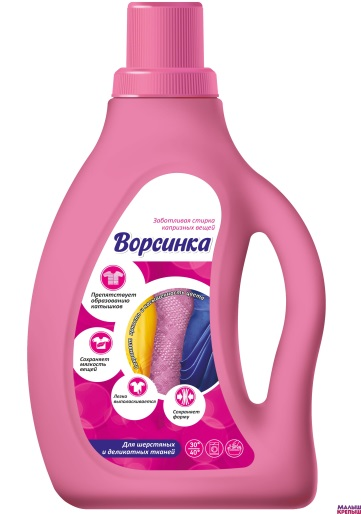 Заботливая стирка
капризных вещей
Ворсинка
Препятствует
образованию
катышков
Сохраняет
мягкость
вещей
Легко
выполаскивается
Сохраняет
форму
Для шерстяных
и деликатных тканей
30°
40°
МАЛЫШ
КРЕПЫШ